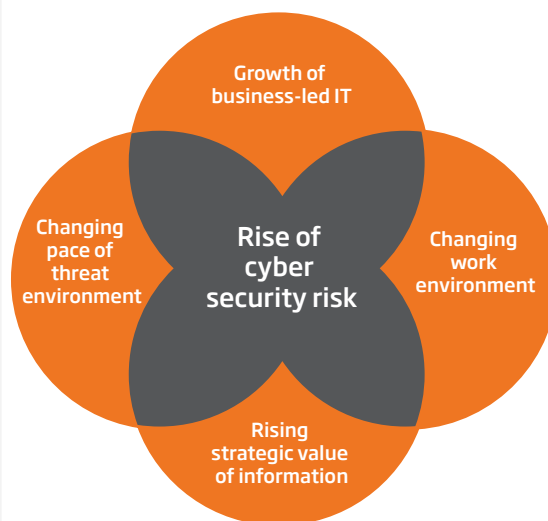 Growth of
business-led IT
Changing
pace of
threat
environment
Rise of
cyber
security risk
Changing
work
environment
Rising
strategic value
of information